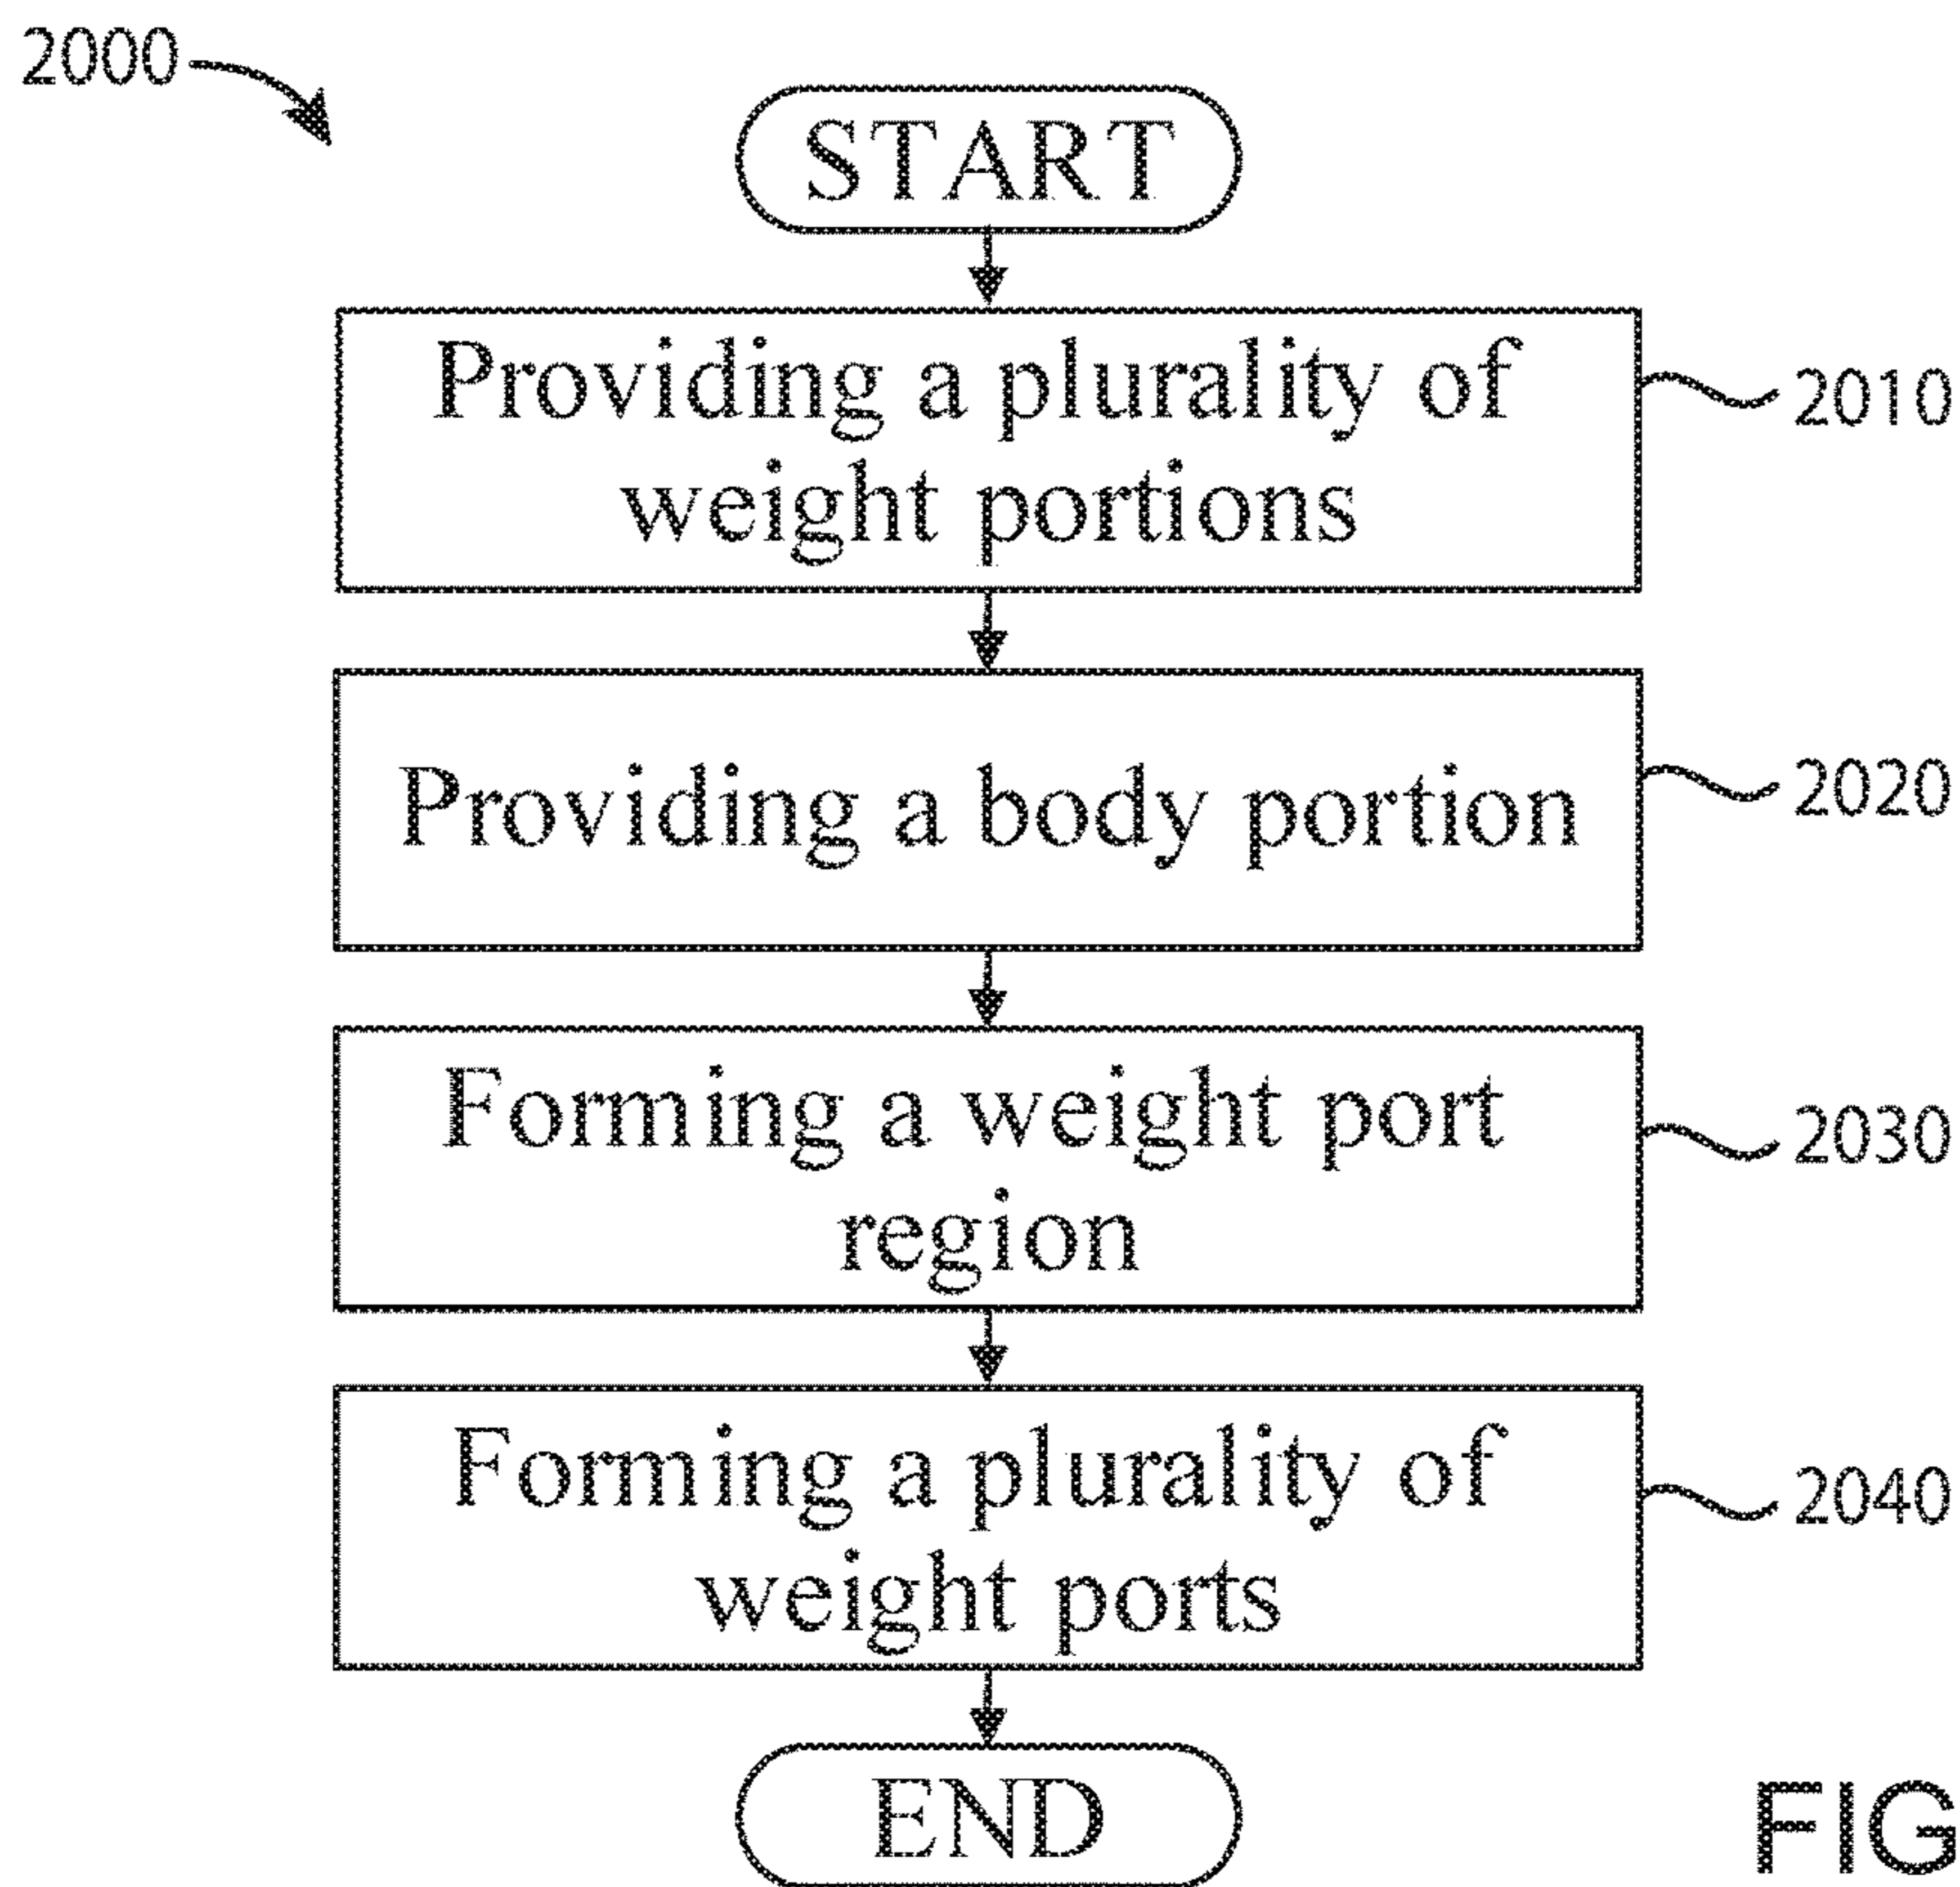 2000
START
Providing a plurality of
weight portions
2010
Providing a body portion
2020
Forming a weight port
region
2030
Forming a plurality of
weight ports
2040
END
FIG